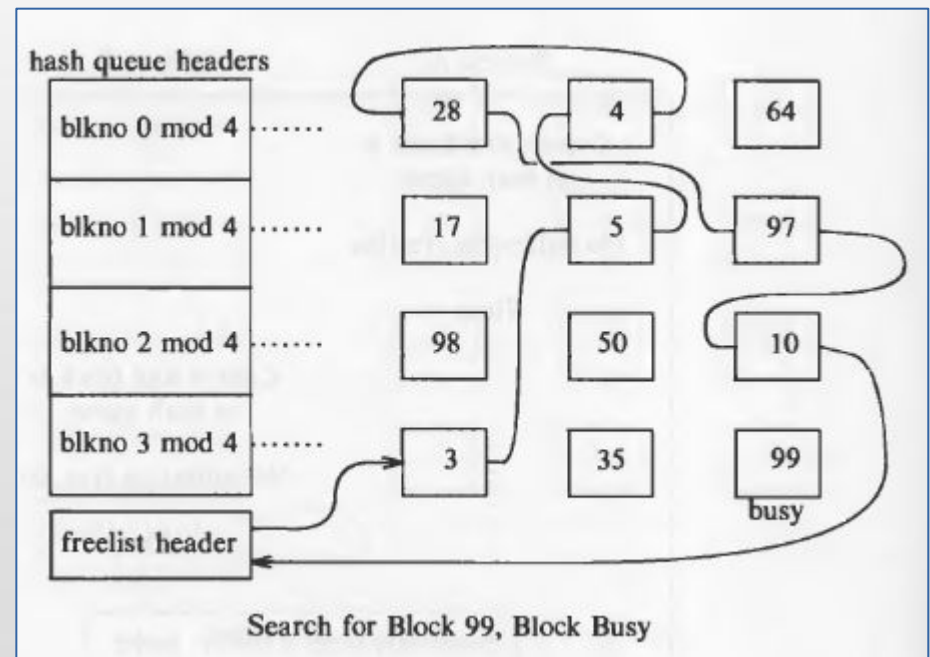 hash queue headers
blkno 0 mod 4 ...... 28 4 64
blkno 1 mod 4 ...... 17 5 97
blkno 2 mod 4 ...... 98 50 10
blkno 3 mod 4 ...... 3 35 99
busy
freelist header
Search for Block 99, Block Busy